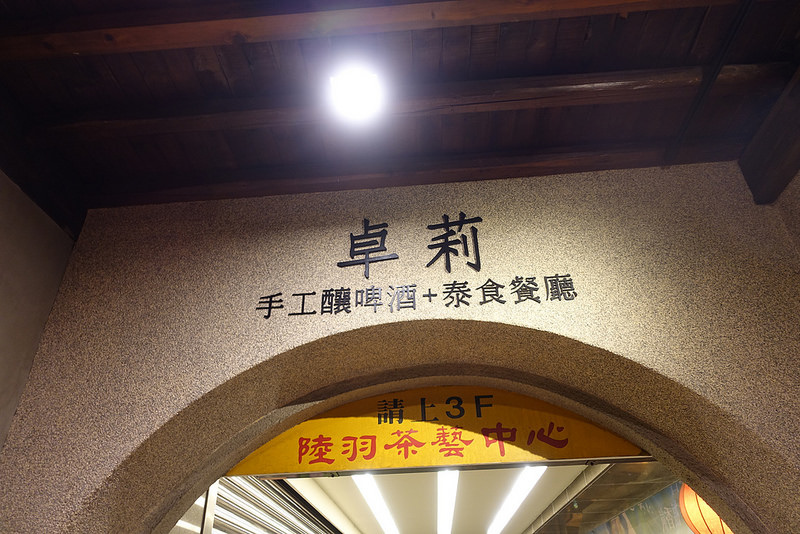 卓莉
手工釀啤酒+泰食餐廳
請上3F
陸羽茶藝中心